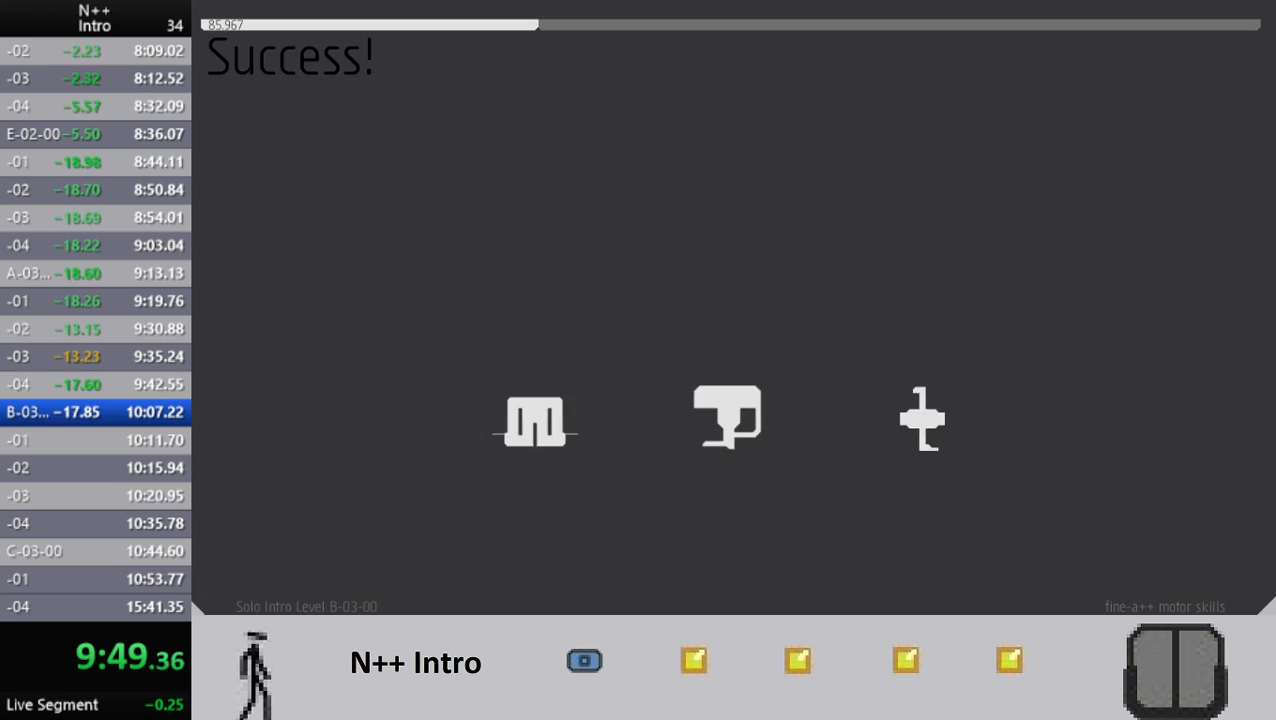 N++
Intro 34
-02 -2.23 8:09.02
-03 -2.32 8:12.52
-04 -5.57 8:32.09
E-02-00 -5.50 8:36.07
-01 -18.98 8:44.11
-02 -18.70 8:50.84
-03 -18.69 8:54.01
-04 -18.22 9:03.04
A-03... -18.60 9:13.13
-01 -18.26 9:19.76
-02 -13.15 9:30.88
-03 -13.23 9:35.24
-04 -17.60 9:42.55
B-03... -17.85 10:07.22
-01 10:11.70
-02 10:15.94
-03 10:20.95
-04 10:35.78
C-03-00 10:44.60
-01 10:53.77
-04 15:41.35
9:49.36
Live Segment -0.25
85.967
Success!
Solo Intro Level B-03-00
fine-a++ motor skills
N++ Intro